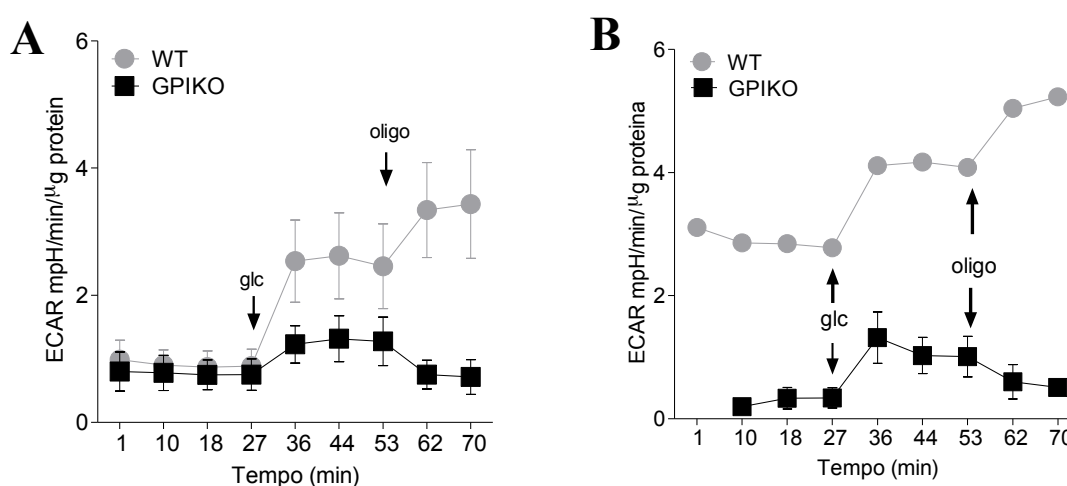 A
ECAR mpH/min/µg protein
6
4
2
0
WT
GPIKO
glc
oligo
1 10 18 27 36 44 53 62 70
Tempo (min)
B
ECAR mpH/min/µg proteina
6
4
2
0
WT
GPIKO
glc
oligo
1 10 18 27 36 44 53 62 70
Tempo (min)